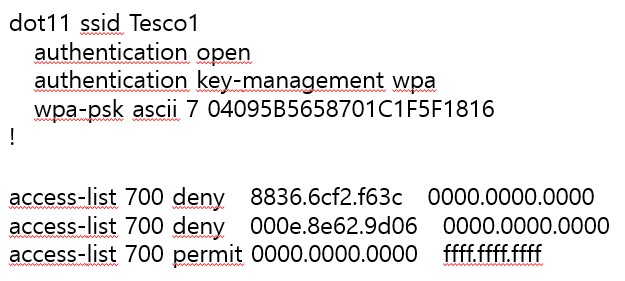 dot11 ssid Tesco1
authentication open
authentication key-management wpa
wpa-psk ascii 7 04095B5658701C1F5F1816
!
access-list 700 deny 8836.6cf2.f63c 0000.0000.0000
access-list 700 deny 000e.8e62.9d06 0000.0000.0000
access-list 700 permit 0000.0000.0000 ffff.ffff.ffff